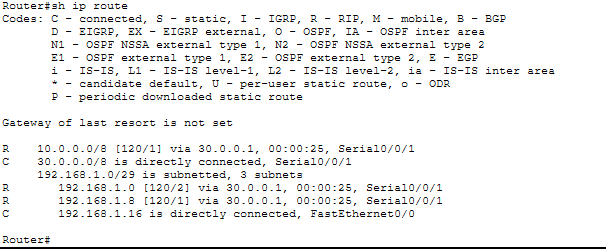 Router#sh ip route
Codes: C - connected, S - static, I - IGRP, R - RIP, M - mobile, B - BGP
       D - EIGRP, EX - EIGRP external, O - OSPF, IA - OSPF inter area
       N1 - OSPF NSSA external type 1, N2 - OSPF NSSA external type 2
       E1 - OSPF external type 1, E2 - OSPF external type 2, E - EGP
       i - IS-IS, L1 - IS-IS level-1, L2 - IS-IS level-2, ia - IS-IS inter area
       * - candidate default, U - per-user static route, o - ODR
       P - periodic downloaded static route
Gateway of last resort is not set
R    10.0.0.0/8 [120/1] via 30.0.0.1, 00:00:25, Serial0/0/1
C    30.0.0.0/8 is directly connected, Serial0/0/1
     192.168.1.0/29 is subnetted, 3 subnets
R       192.168.1.0 [120/2] via 30.0.0.1, 00:00:25, Serial0/0/1
R       192.168.1.8 [120/1] via 30.0.0.1, 00:00:25, Serial0/0/1
C       192.168.1.16 is directly connected, FastEthernet0/0
Router#